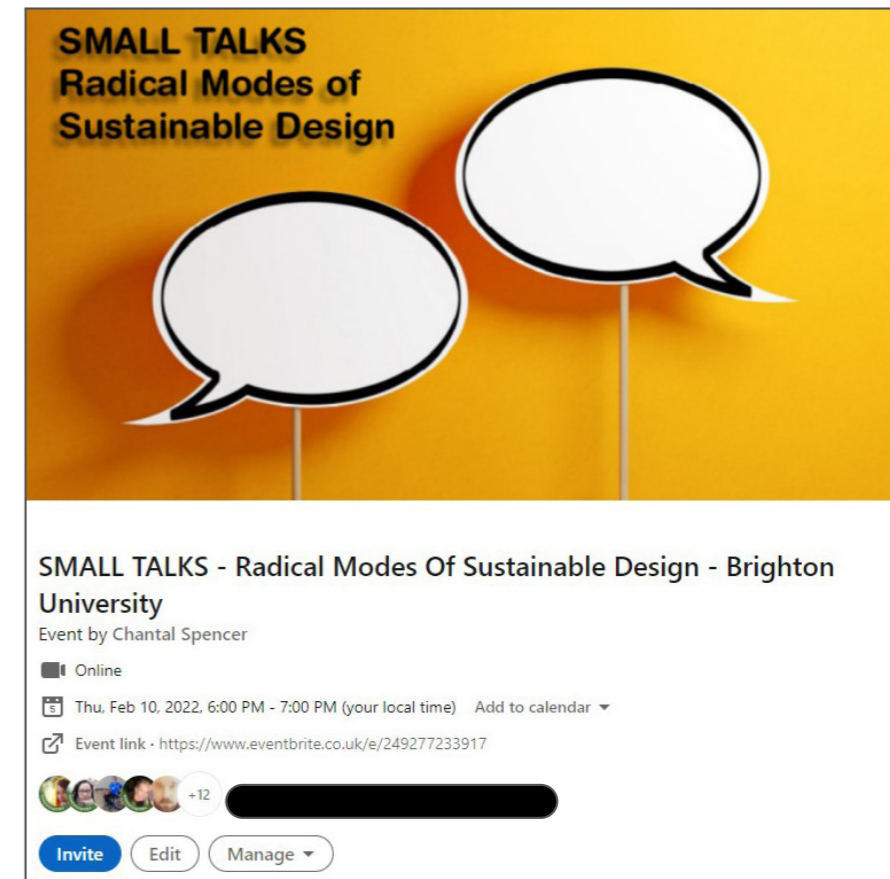 SMALL TALKS
Radical Modes of
Sustainable Design
SMALL TALKS - Radical Modes Of Sustainable Design - Brighton
University
Event by Chantal Spencer
Online
5 Thu, Feb 10, 2022, 6:00 PM - 7:00 PM (your local time) Add to calendar
Event link · https://www.eventbrite.co.uk/e/249277233917
+12
Invite Edit Manage